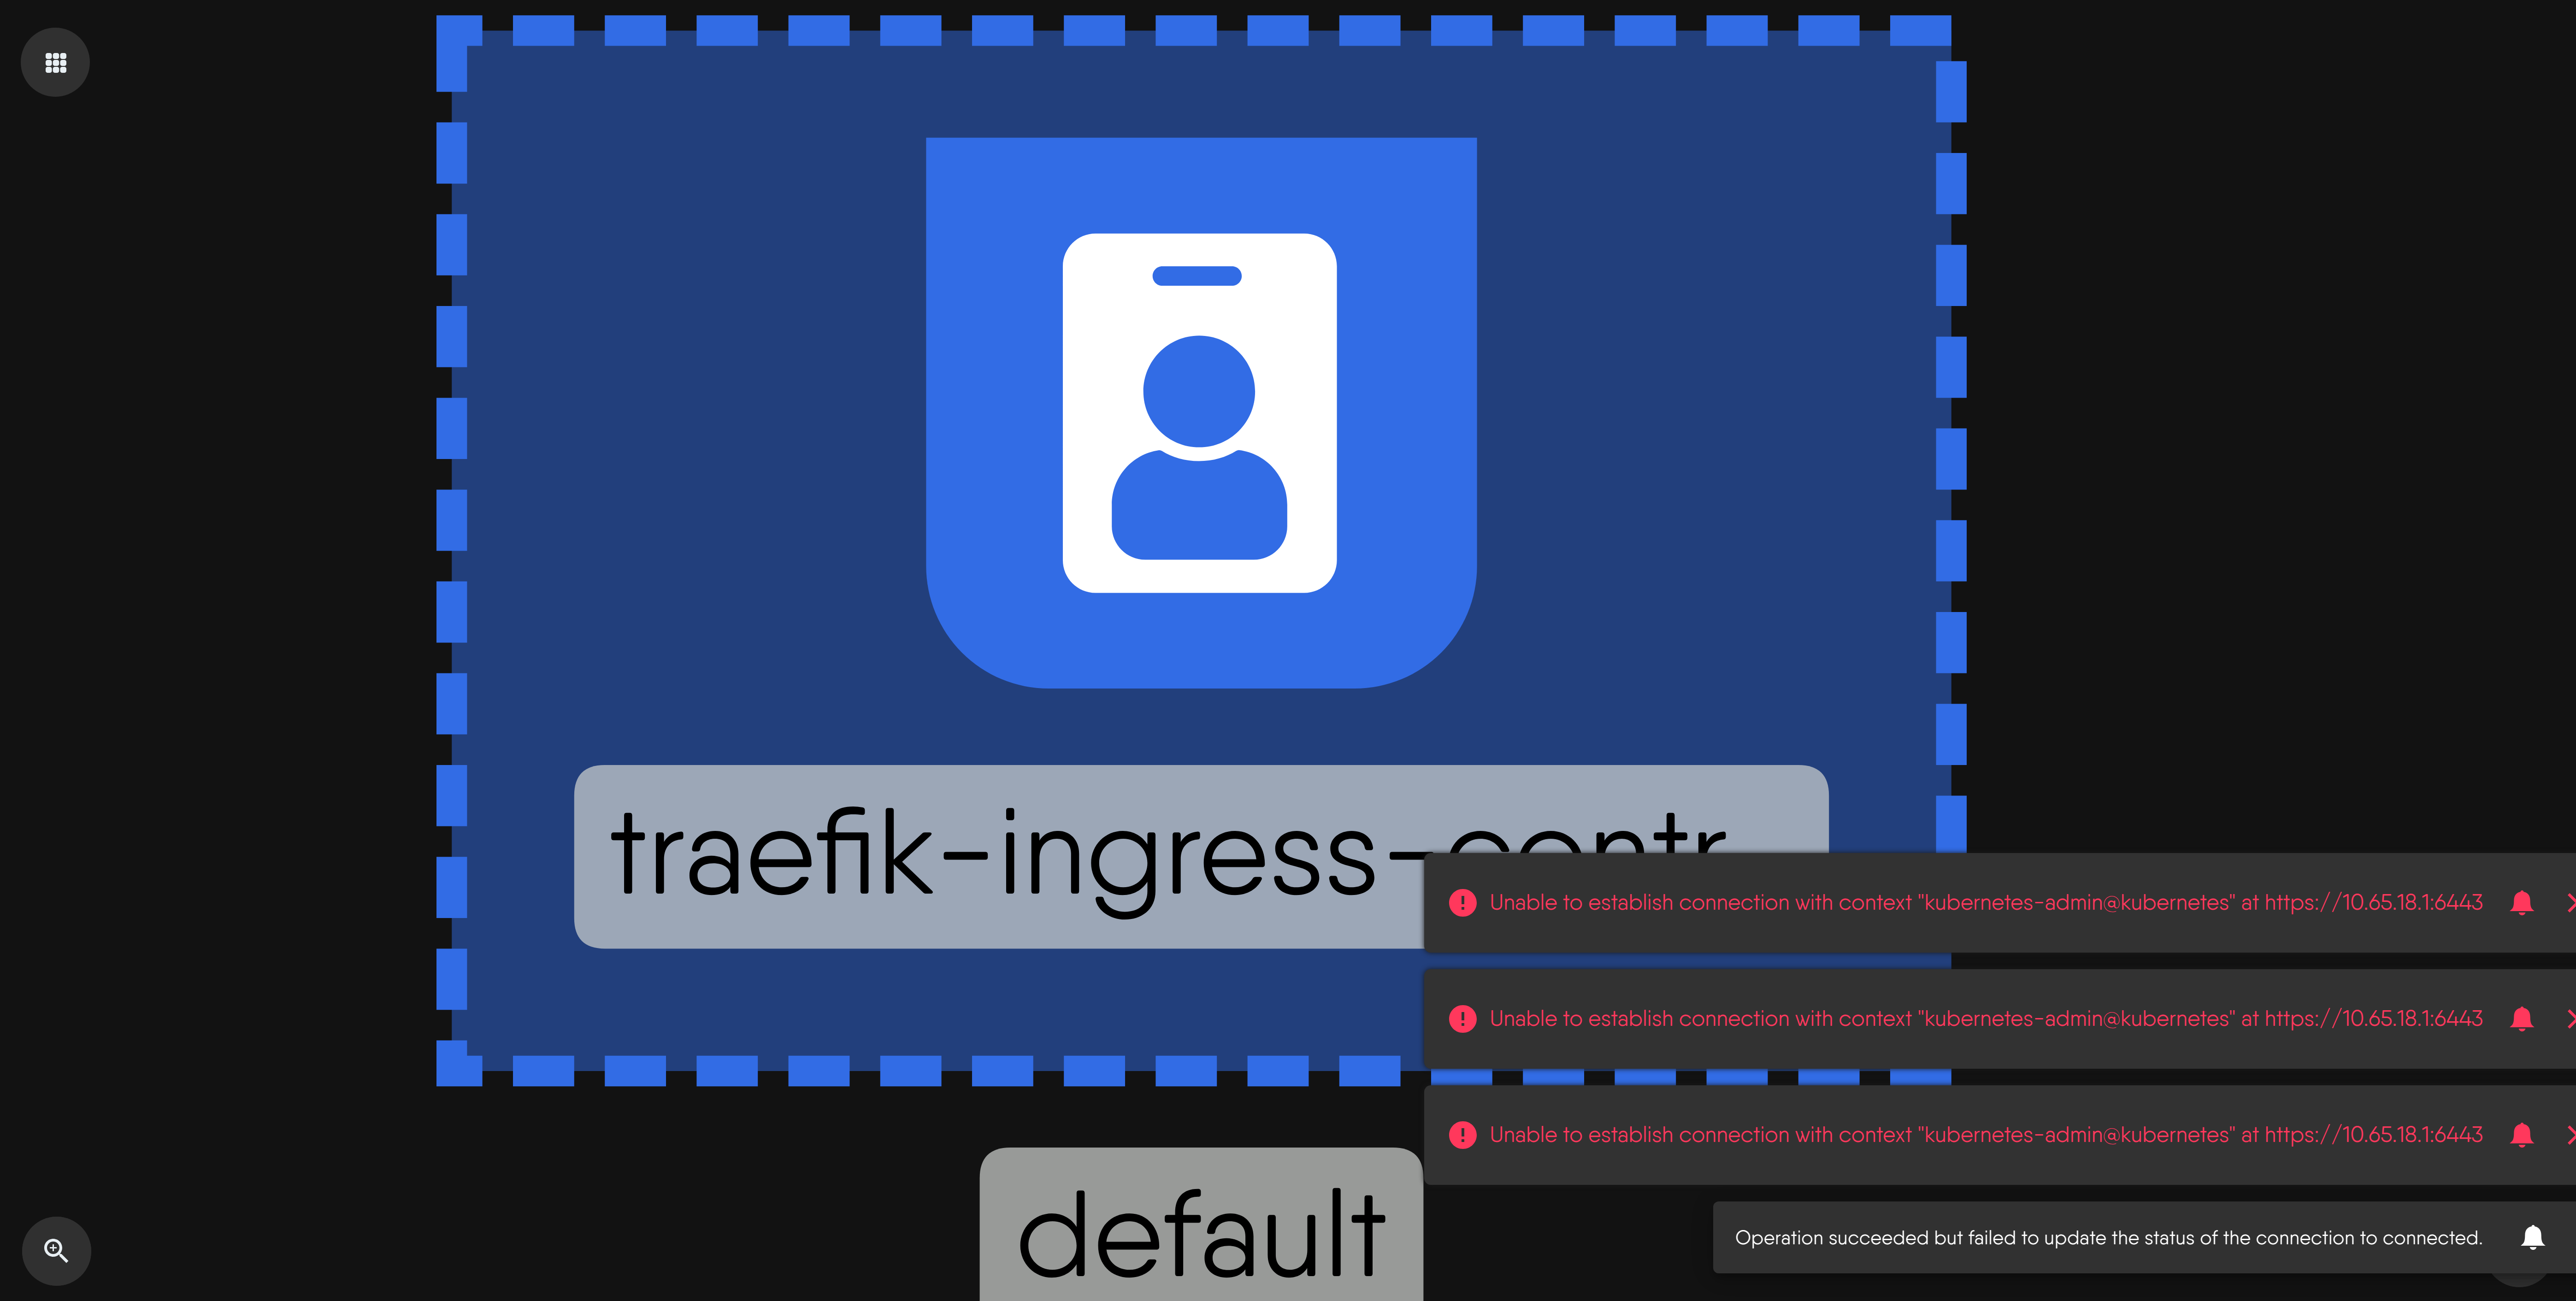 traefik-ingress-contr
Unable to establish connection with context "kubernetes-admin@kubernetes" at https://10.65.18.1:6443
Unable to establish connection with context "kubernetes-admin@kubernetes" at https://10.65.18.1:6443
Unable to establish connection with context "kubernetes-admin@kubernetes" at https://10.65.18.1:6443
default
Operation succeeded but failed to update the status of the connection to connected.